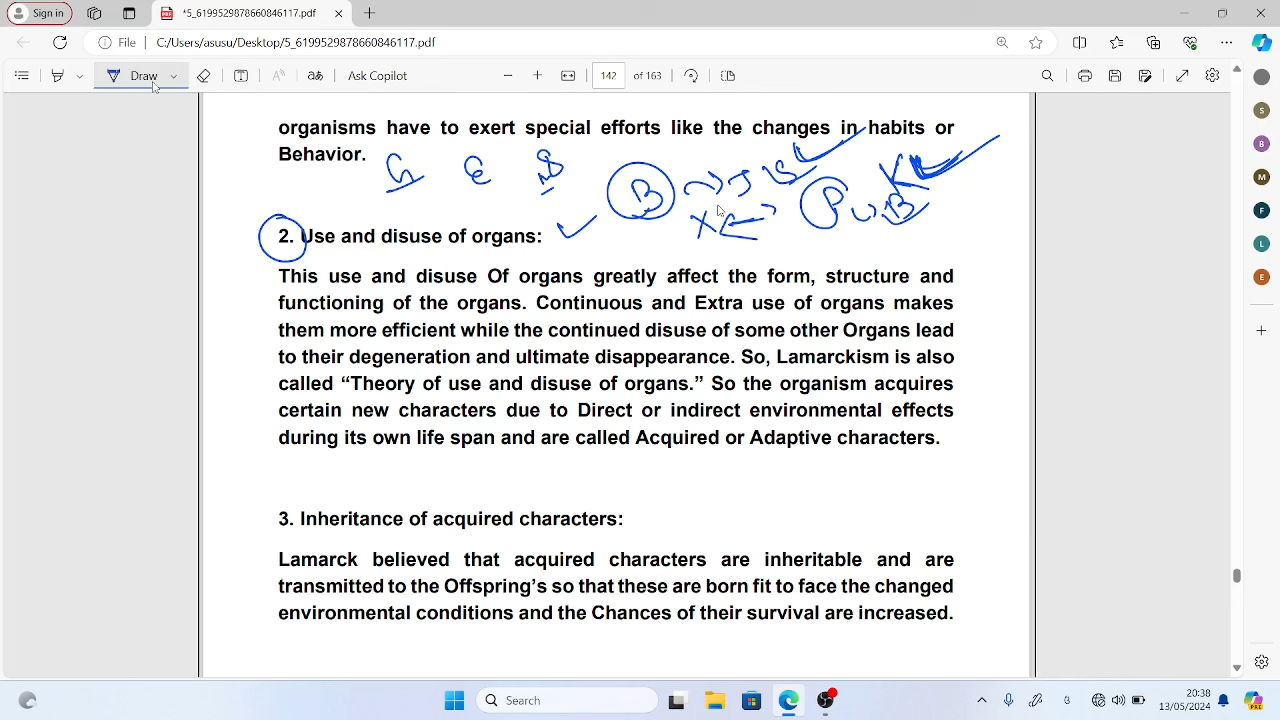 Sign in
*5_6199529878660846117.pdf
File
C:/Users/asusu/Desktop/5_6199529878660846117.pdf
Draw
Ask Copilot
142 of 163
organisms have to exert special efforts like the changes in habits or
Behavior.
B
P B
2. Use and disuse of organs:
This use and disuse Of organs greatly affect the form, structure and
functioning of the organs. Continuous and Extra use of organs makes
them more efficient while the continued disuse of some other Organs lead
to their degeneration and ultimate disappearance. So, Lamarckism is also
called “Theory of use and disuse of organs.” So the organism acquires
certain new characters due to Direct or indirect environmental effects
during its own life span and are called Acquired or Adaptive characters.
3. Inheritance of acquired characters:
Lamarck believed that acquired characters are inheritable and are
transmitted to the Offspring’s so that these are born fit to face the changed
environmental conditions and the Chances of their survival are increased.
S
B
M
F
L
E
Search
20:38
13/05/2024